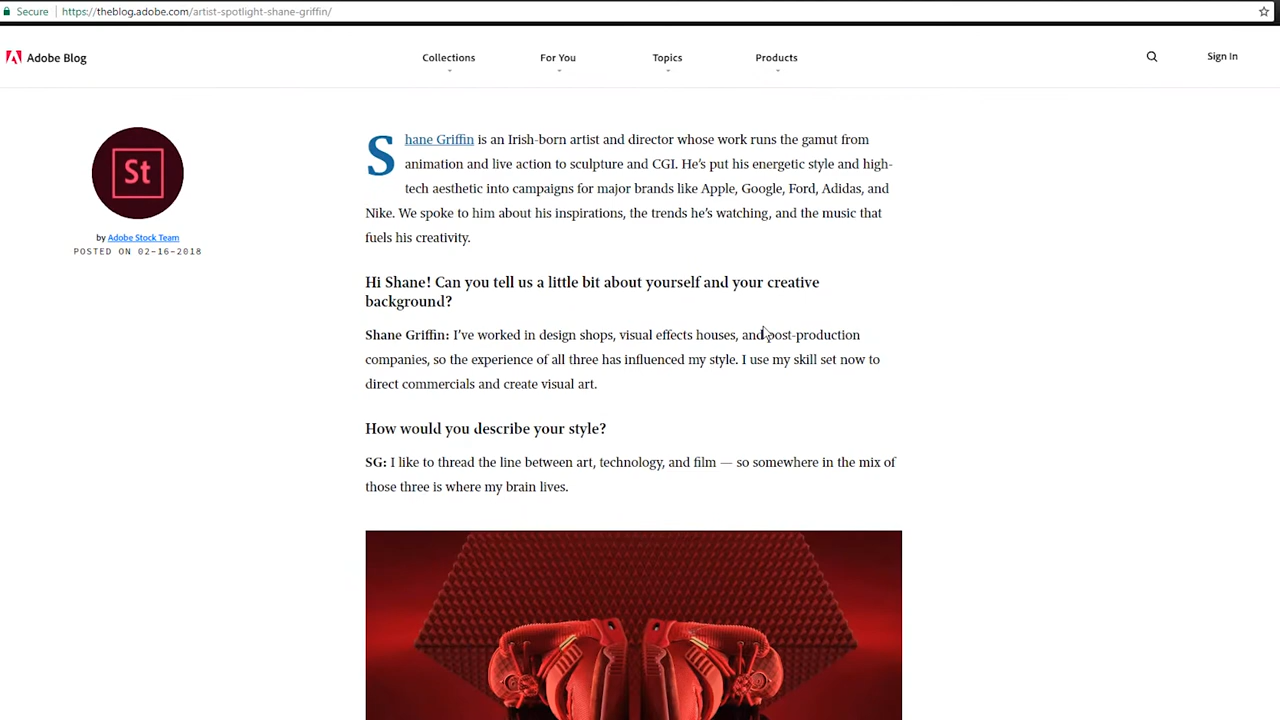 Secure https://theblog.adobe.com/artist-spotlight-shane-griffin/
Adobe Blog Collections For You Topics Products Sign In
St
by Adobe Stock Team
POSTED ON 02-16-2018
Shane Griffin is an Irish-born artist and director whose work runs the gamut from
animation and live action to sculpture and CGI. He’s put his energetic style and high-
tech aesthetic into campaigns for major brands like Apple, Google, Ford, Adidas, and
Nike. We spoke to him about his inspirations, the trends he’s watching, and the music that
fuels his creativity.
Hi Shane! Can you tell us a little bit about yourself and your creative
background?
Shane Griffin: I’ve worked in design shops, visual effects houses, and post-production
companies, so the experience of all three has influenced my style. I use my skill set now to
direct commercials and create visual art.
How would you describe your style?
SG: I like to thread the line between art, technology, and film — so somewhere in the mix of
those three is where my brain lives.